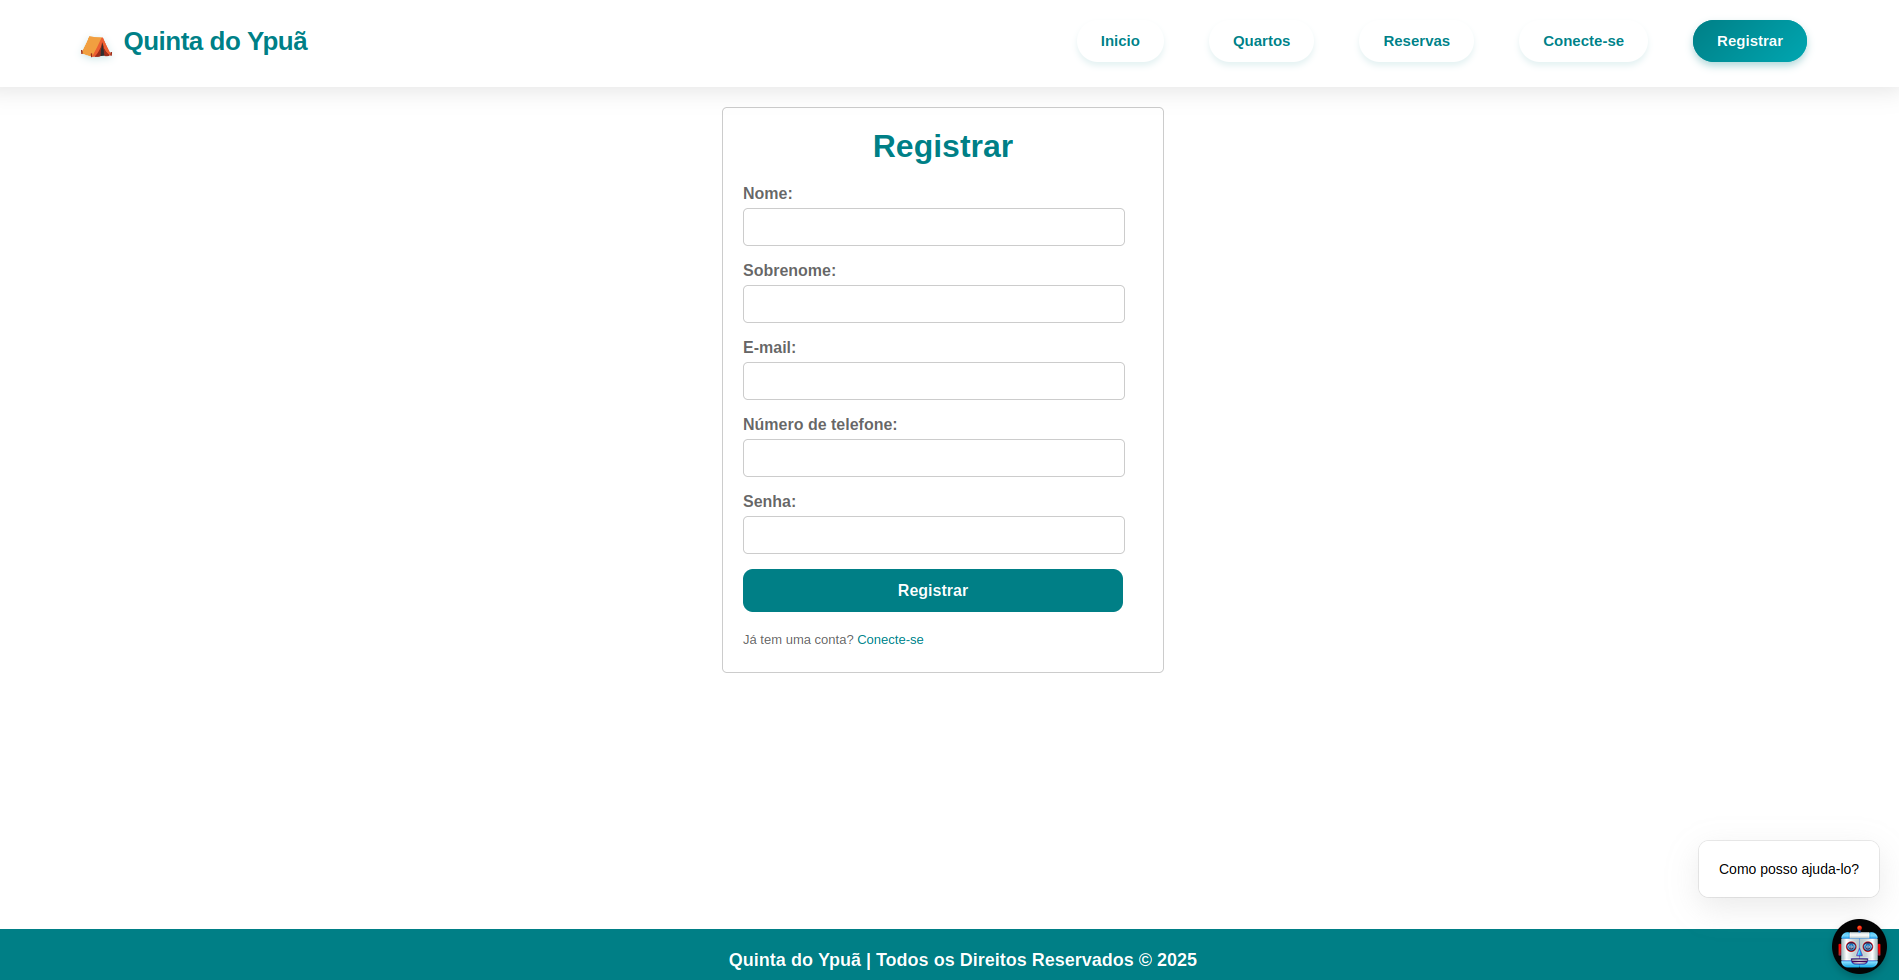 Quinta do Ypuã
Inicio
Quartos
Reservas
Conecte-se
Registrar
Registrar
Nome:
Sobrenome:
E-mail:
Número de telefone:
Senha:
Registrar
Já tem uma conta? Conecte-se
Como posso ajuda-lo?
Quinta do Ypuã | Todos os Direitos Reservados © 2025